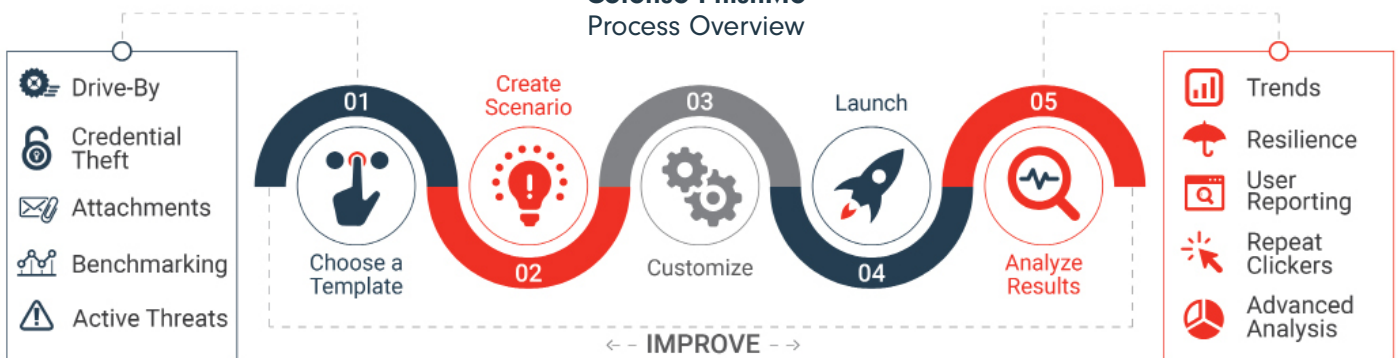 Process Overview
Drive-By
Credential
Theft
Attachments
Benchmarking
Active Threats
01
Choose a
Template
Create
Scenario
02
03
Customize
Launch
04
05
Analyze
Results
<-- IMPROVE -->
Trends
Resilience
User
Reporting
Repeat
Clickers
Advanced
Analysis